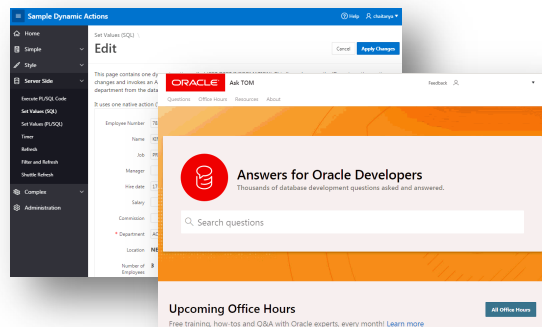 Sample Dynamic Actions
Help
chaitanya
Home
Simple
Style
Server Side
Execute PL/SQL Code
Set Values (SQL)
Set Values (PL/SQL)
Timer
Refresh
Filter and Refresh
Shuttle Refresh
Complex
Administration
Set Values (SQL)
Edit
Cancel
Apply Changes
This page contains one
changes and invokes an A
department from the data
It uses one native action
Employee Number
Name
Job
Manager
Hire date
Salary
Commission
* Department
Location
Number of
Employees
ORACLE Ask TOM
Feedback
Questions Office Hours Resources About
Answers for Oracle Developers
Thousands of database development questions asked and answered.
Search questions
Upcoming Office Hours
All Office Hours
Free training, how-tos and Q&A with Oracle experts, every month! Learn more